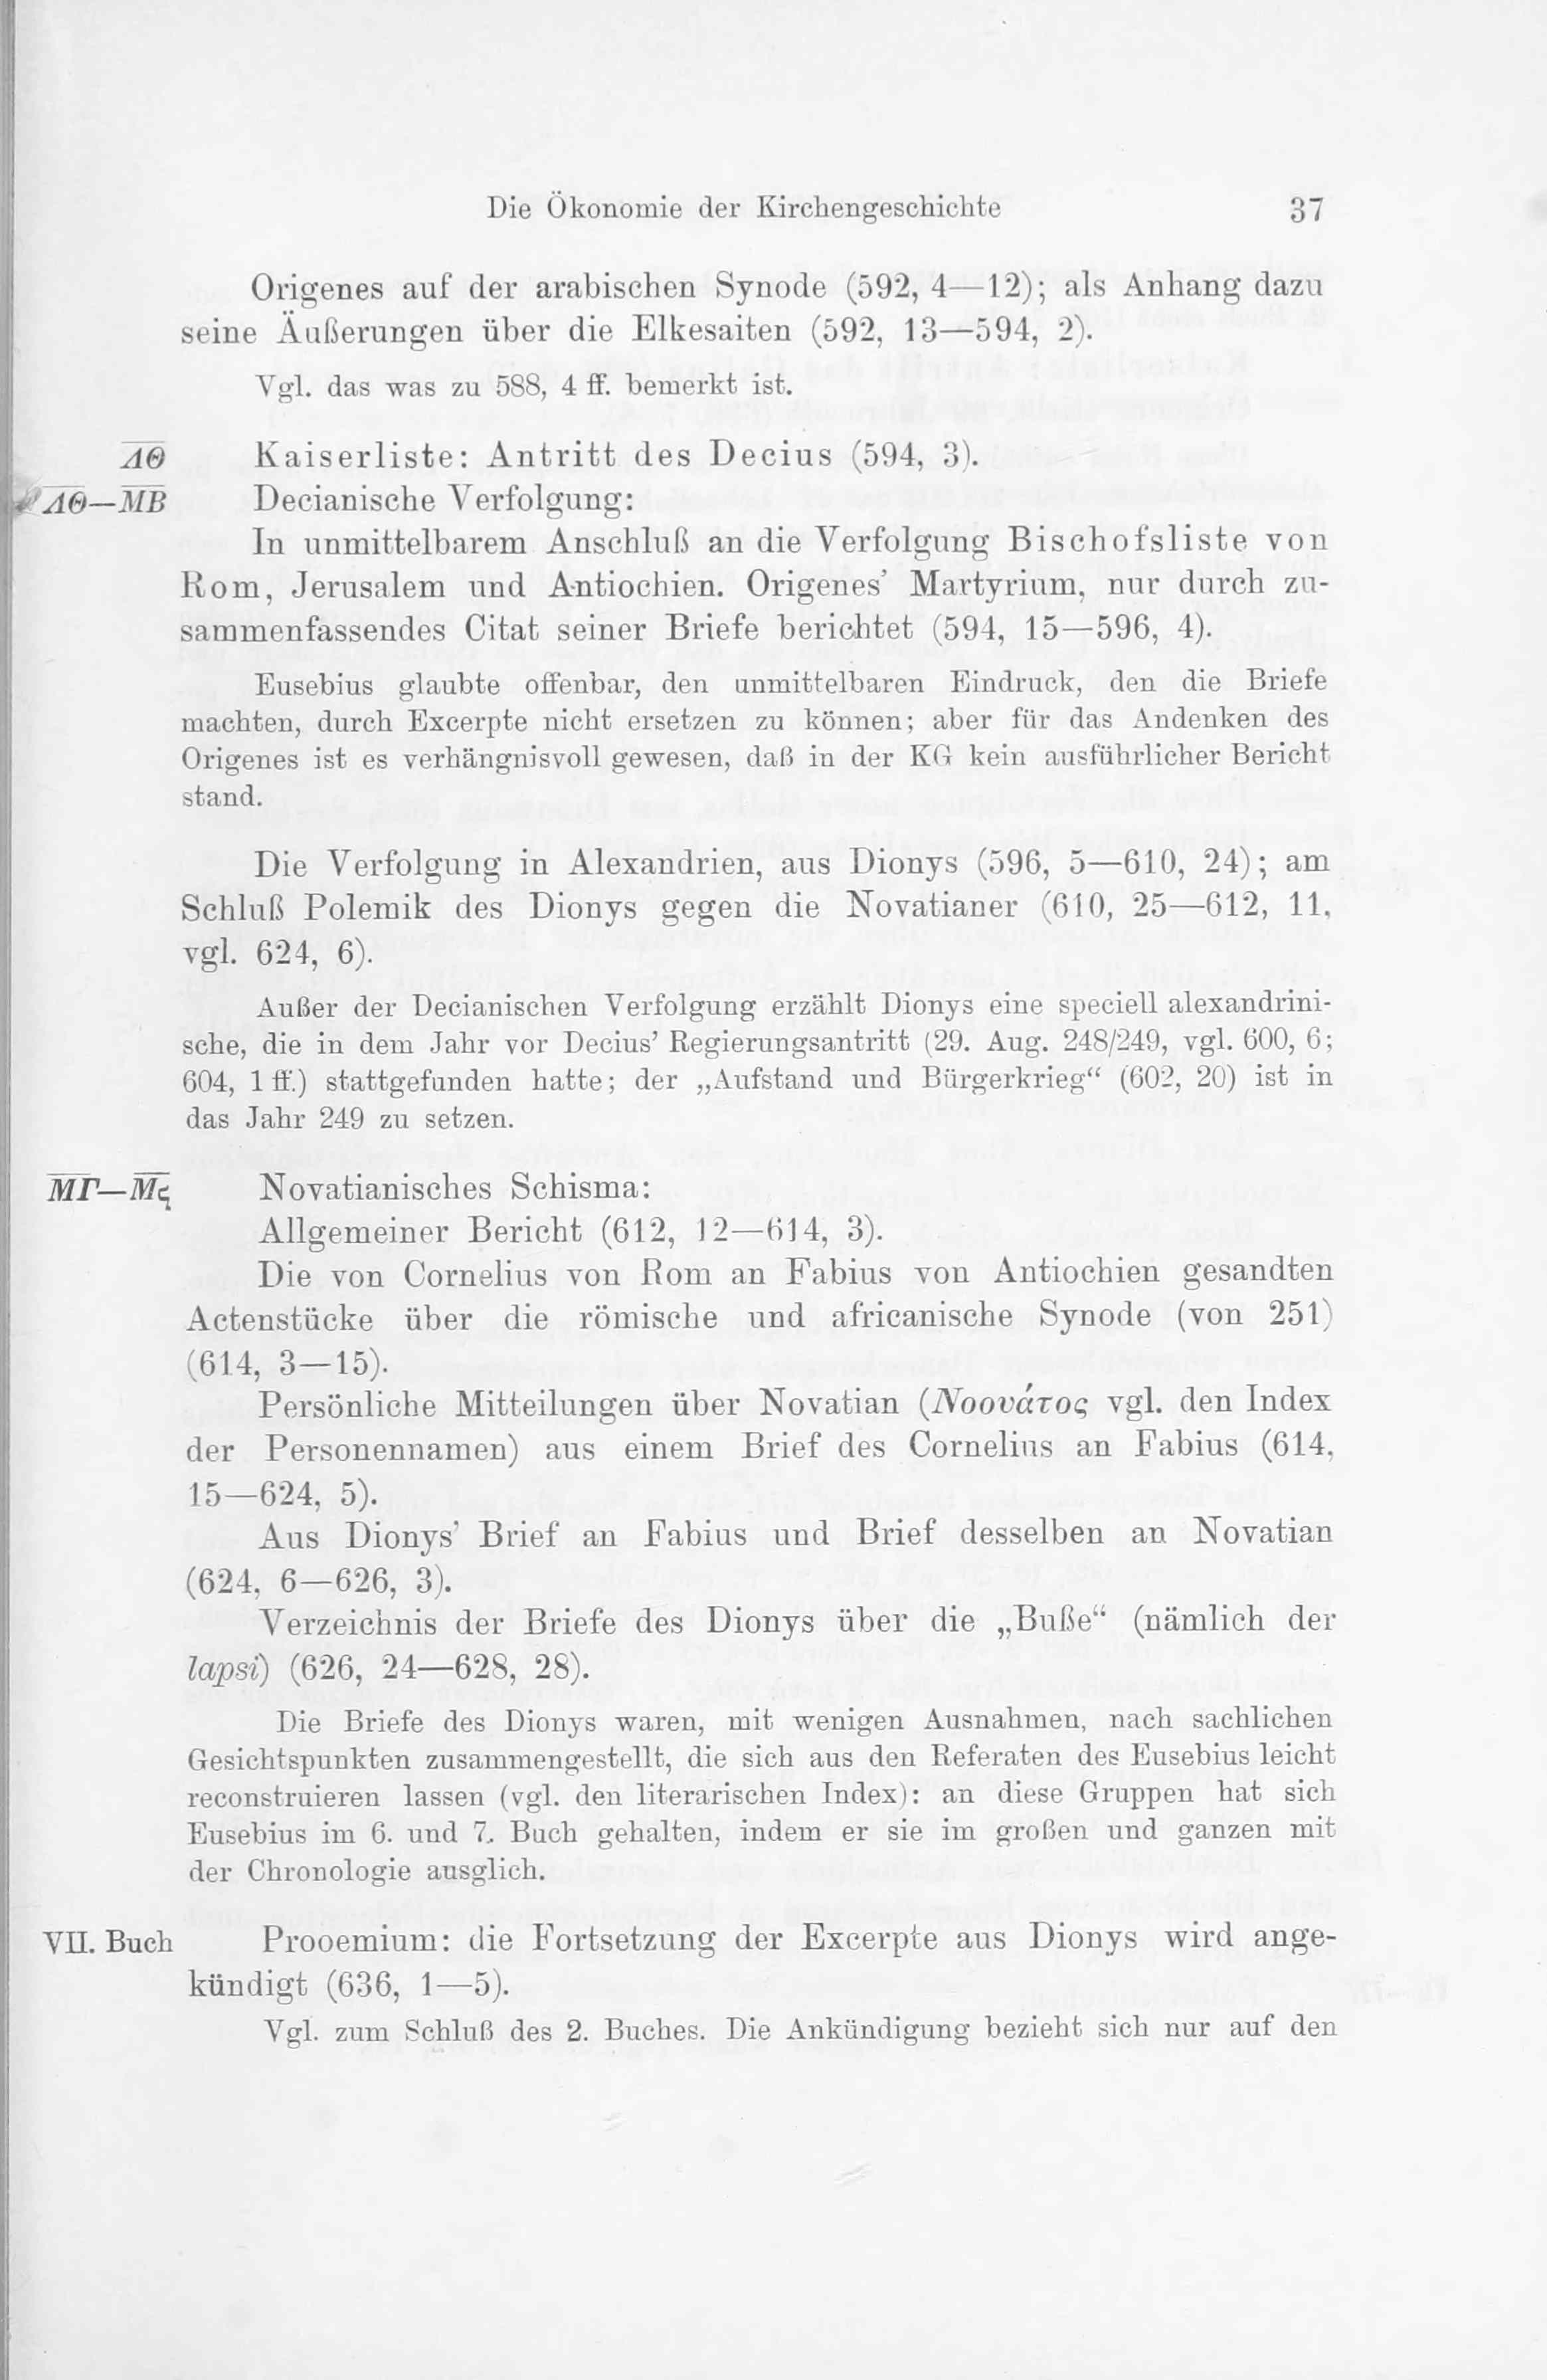 Die Ökonomie der Kirchengeschichte 37
Origenes auf der arabischen Synode (592, 4—12); als Anhang dazu
seine Äußerungen über die Elkesaiten (592, 13—594, 2).
Vgl. das was zu 588, 4 ff. bemerkt ist.
ΛΘ Kaiserliste: Antritt des Decius (594, 3).
ΛΘ—ΜΒ Decianische Verfolgung:
In unmittelbarem Anschluß an die Verfolgung Bischofsliste von
Rom, Jerusalem und Antiochien. Origenes' Martyrium, nur durch zu-
sammenfassendes Citat seiner Briefe berichtet (594, 15—596, 4).
Eusebius glaubte offenbar, den unmittelbaren Eindruck, den die Briefe
machten, durch Excerpte nicht ersetzen zu können; aber für das Andenken des
Origenes ist es verhängnisvoll gewesen, daß in der KG kein ausführlicher Bericht
stand.
Die Verfolgung in Alexandrien, aus Dionys (596, 5—610, 24); am
Schluß Polemik des Dionys gegen die Novatianer (610, 25—612, 11,
vgl. 624, 6).
Außer der Decianischen Verfolgung erzählt Dionys eine speciell alexandrini-
sche, die in dem Jahr vor Decius' Regierungsantritt (29. Aug. 248/249, vgl. 600, 6;
604, 1 ff.) stattgefunden hatte; der „Aufstand und Bürgerkrieg“ (602, 20) ist in
das Jahr 249 zu setzen.
ΜΓ—Μϛ Novatianisches Schisma:
Allgemeiner Bericht (612, 12—614, 3).
Die von Cornelius von Rom an Fabius von Antiochien gesandten
Actenstücke über die römische und africanische Synode (von 251)
(614, 3—15).
Persönliche Mitteilungen über Novatian (Νοουάτος vgl. den Index
der Personennamen) aus einem Brief des Cornelius an Fabius (614,
15—624, 5).
Aus Dionys' Brief an Fabius und Brief desselben an Novatian
(624, 6—626, 3).
Verzeichnis der Briefe des Dionys über die „Buße“ (nämlich der
lapsi) (626, 24—628, 28).
Die Briefe des Dionys waren, mit wenigen Ausnahmen, nach sachlichen
Gesichtspunkten zusammengestellt, die sich aus den Referaten des Eusebius leicht
reconstruieren lassen (vgl. den literarischen Index): an diese Gruppen hat sich
Eusebius im 6. und 7. Buch gehalten, indem er sie im großen und ganzen mit
der Chronologie ausglich.
VII. Buch Prooemium: die Fortsetzung der Excerpte aus Dionys wird ange-
kündigt (636, 1—5).
Vgl. zum Schluß des 2. Buches. Die Ankündigung bezieht sich nur auf den